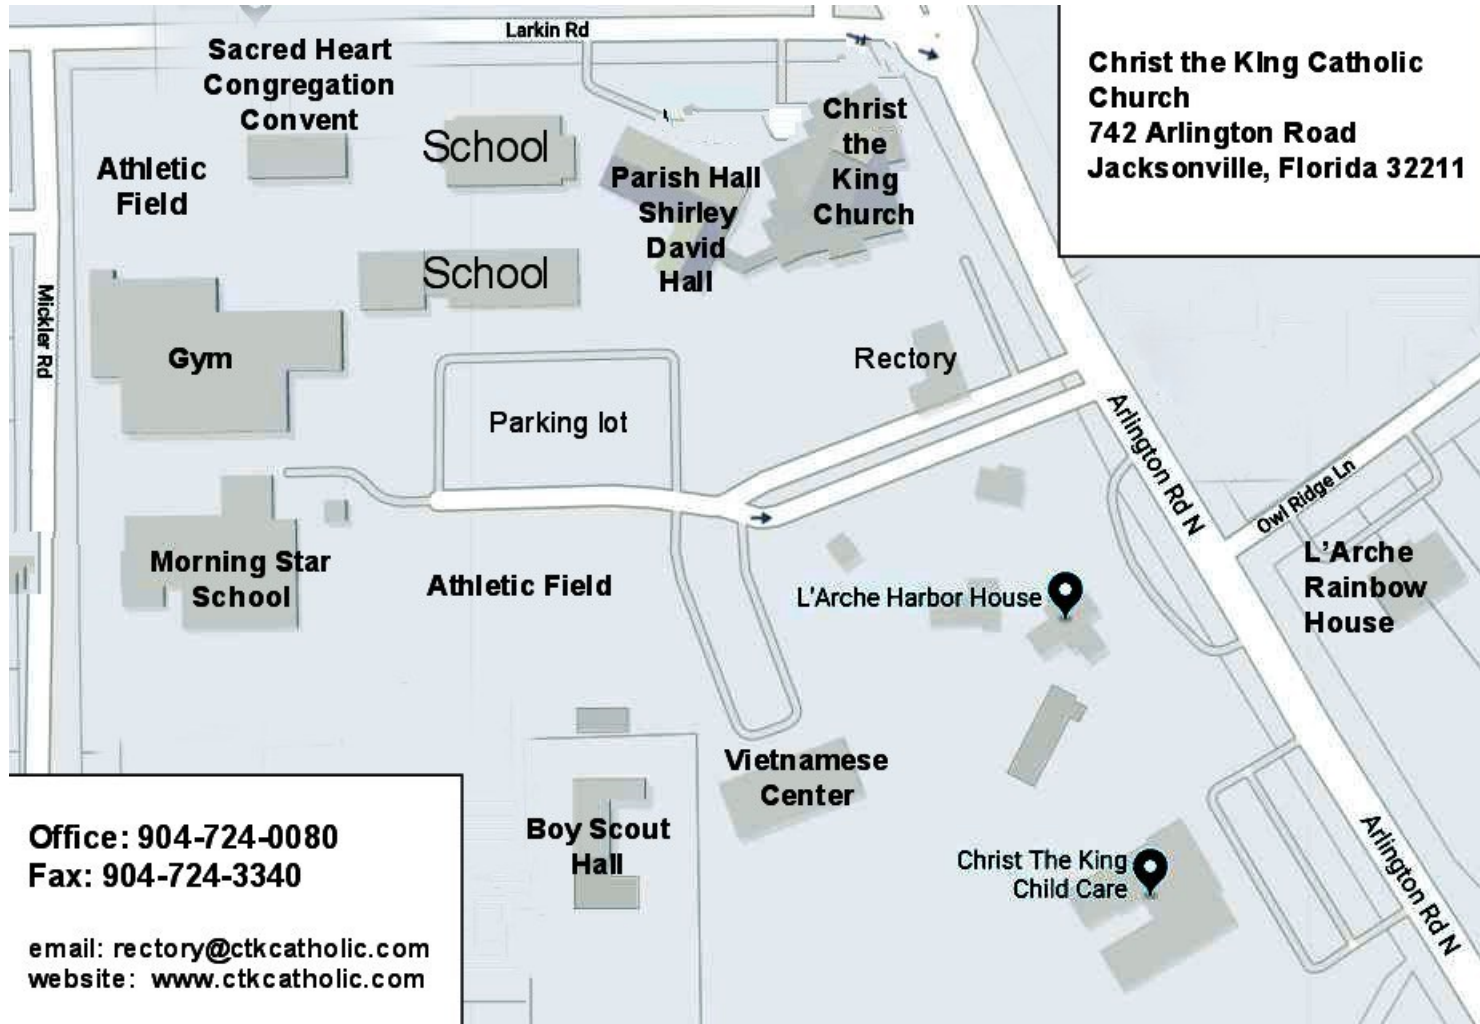 Larkin Rd
Sacred Heart
Congregation
Convent
Christ the KIng Catholic
Church
742 Arlington Road
Jacksonville, Florida 32211
School
Christ
the
King
Church
Athletic
Field
Parish Hall
Shirley
David
Hall
School
Mickler Rd
Gym
Rectory
Parking lot
Arlington Rd N
Owl Ridge Ln
Morning Star
School
Athletic Field
L'Arche Harbor House
L'Arche
Rainbow
House
Vietnamese
Center
Boy Scout
Hall
Christ The King
Child Care
Arlington Rd N
Office: 904-724-0080
Fax: 904-724-3340
email: rectory@ctkcatholic.com
website: www.ctkcatholic.com